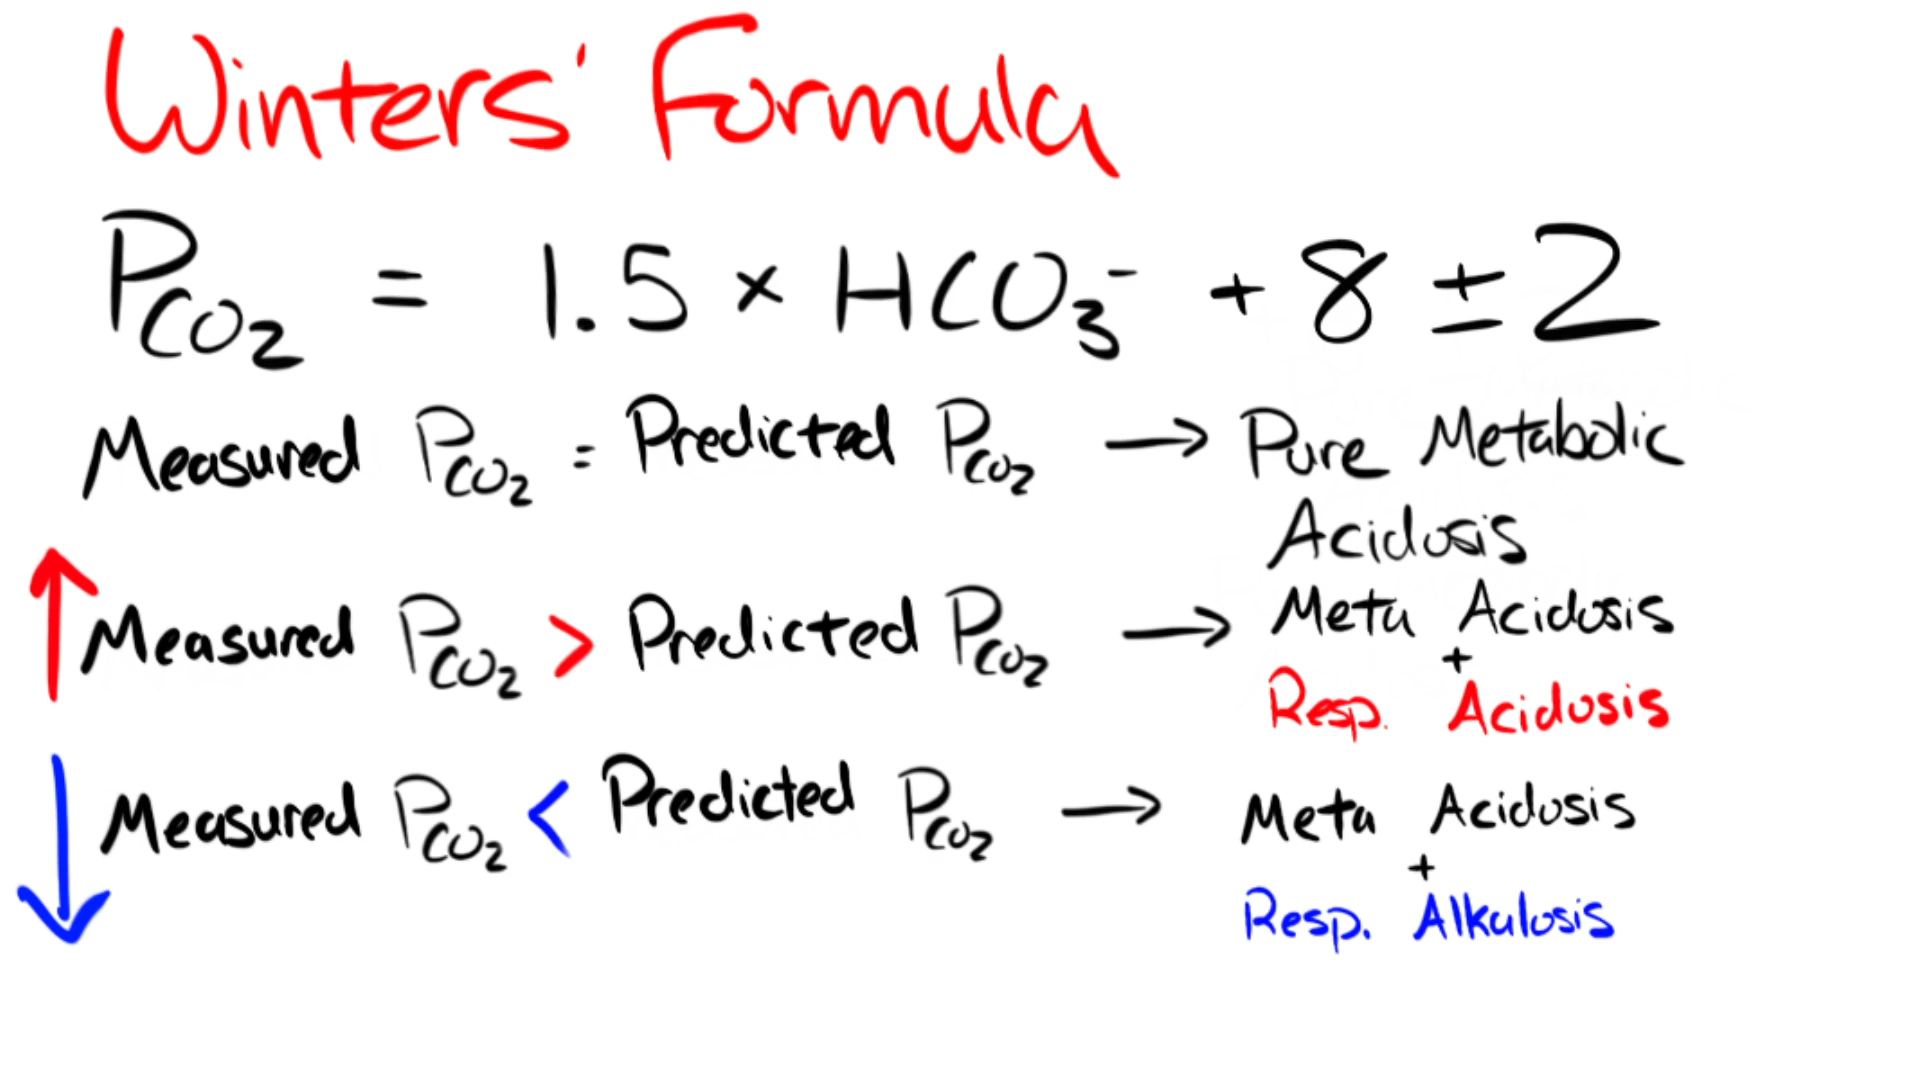 Winters' Formula
PCO2 = 1.5 × HCO3- + 8 ± 2
Measured PCO2 = Predicted PCO2 → Pure Metabolic
Acidosis
Measured PCO2 > Predicted PCO2 → Meta Acidosis
+
Resp. Acidosis
Measured PCO2 < Predicted PCO2 → Meta Acidosis
+
Resp. Alkalosis